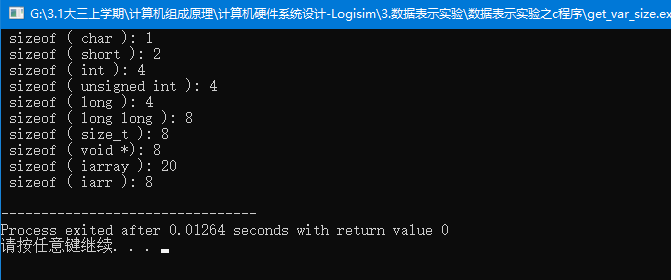 G:\3.1大三上学期\计算机组成原理\计算机硬件系统设计-Logisim\3.数据表示实验\数据表示实验之c程序\get_var_size.ex
sizeof ( char ): 1
sizeof ( short ): 2
sizeof ( int ): 4
sizeof ( unsigned int ): 4
sizeof ( long ): 4
sizeof ( long long ): 8
sizeof ( size_t ): 8
sizeof ( void *): 8
sizeof ( iarray ): 20
sizeof ( iarr ): 8
--------------------------------
Process exited after 0.01264 seconds with return value 0
请按任意键继续. . .